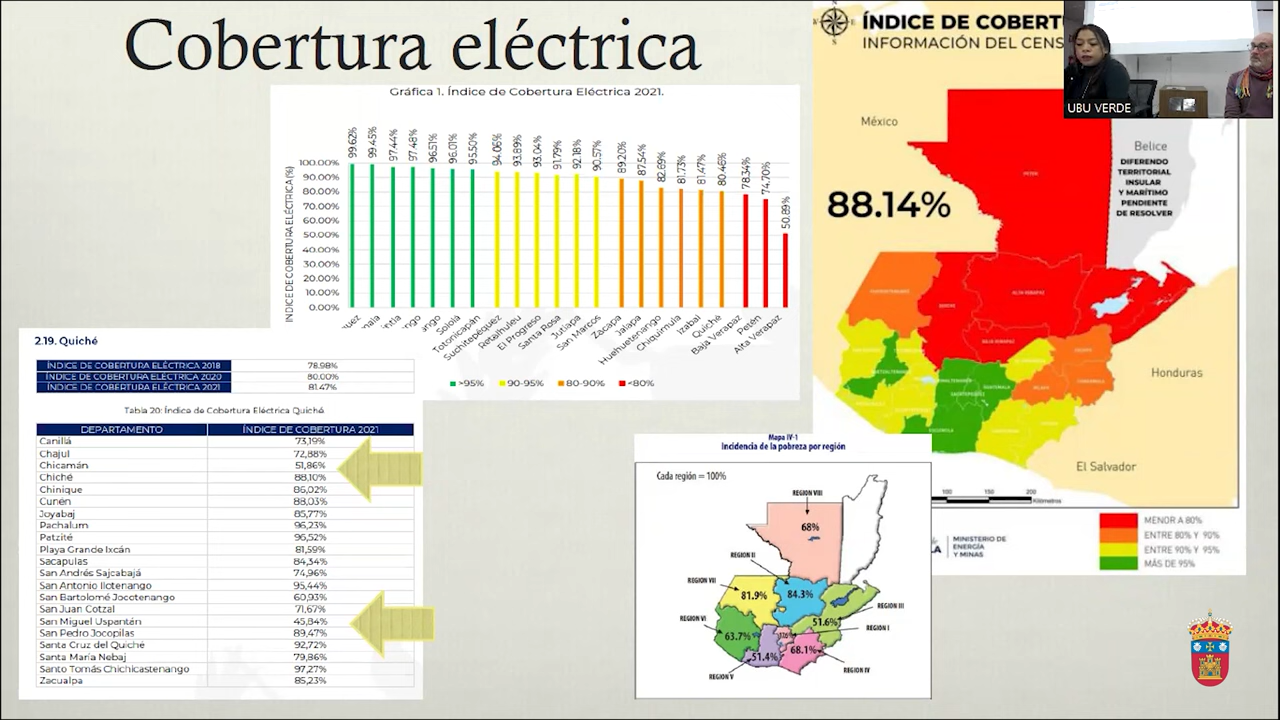 Cobertura eléctrica
Gráfica 1. Índice de Cobertura Eléctrica 2021.
ÍNDICE DE COBERTURA ELÉCTRICA (%)
100.00%
90.00%
80.00%
70.00%
60.00%
50.00%
40.00%
30.00%
20.00%
10.00%
0.00%
99.62%
99.45%
97.44%
97.48%
96.51%
96.01%
95.50%
94.06%
93.89%
93.04%
91.79%
92.18%
90.57%
89.20%
87.54%
82.69%
81.73%
81.47%
80.46%
78.34%
74.70%
50.89%
Sololá
Totonicapán
Suchitepéquez
Retalhuleu
El Progreso
Santa Rosa
Jutiapa
San Marcos
Zacapa
Jalapa
Huehuetenango
Chiquimula
Izabal
Quiché
Baja Verapaz
Petén
Alta Verapaz
>95% 90-95% 80-90% <80%
2.19. Quiché
ÍNDICE DE COBERTURA ELÉCTRICA 2018 78.98%
ÍNDICE DE COBERTURA ELÉCTRICA 2020 80.00%
ÍNDICE DE COBERTURA ELÉCTRICA 2021 81.47%
Tabla 20: Índice de Cobertura Eléctrica Quiché.
DEPARTAMENTO ÍNDICE DE COBERTURA 2021
Canillá 73,19%
Chajul 72,88%
Chicamán 51,86%
Chiché 88,10%
Chinique 86,02%
Cunén 88,03%
Joyabaj 85,77%
Pachalum 96,23%
Patzité 96,52%
Playa Grande Ixcán 81,59%
Sacapulas 84,34%
San Andrés Sajcabajá 74,96%
San Antonio Ilotenango 95,44%
San Bartolomé Jocotenango 60,93%
San Juan Cotzal 71,67%
San Miguel Uspantán 45,84%
San Pedro Jocopilas 89,47%
Santa Cruz del Quiché 92,72%
Santa María Nebaj 79,86%
Santo Tomás Chichicastenango 97,27%
Zacualpa 85,23%
Mapa IV-1
Incidencia de la pobreza por región
Cada región = 100%
REGION VIII
68%
REGION II
REGION VII
81.9%
84.3%
REGION III
REGION VI
51.6%
REGION I
63.7%
68.1%
51.4%
REGION IV
REGION V
ÍNDICE DE COBERT
INFORMACIÓN DEL CENS
México
Belice
DIFERENDO
TERRITORIAL
INSULAR
Y MARÍTIMO
PENDIENTE
DE RESOLVER
88.14%
PETÉN
ALTA VERAPAZ
BAJA VERAPAZ
Honduras
El Salvador
100 150 200
Kilómetros
LA
MINISTERIO DE
ENERGÍA
Y MINAS
MENOR A 80%
ENTRE 80% Y 90%
ENTRE 90% Y 95%
MÁS DE 95%
UBU VERDE